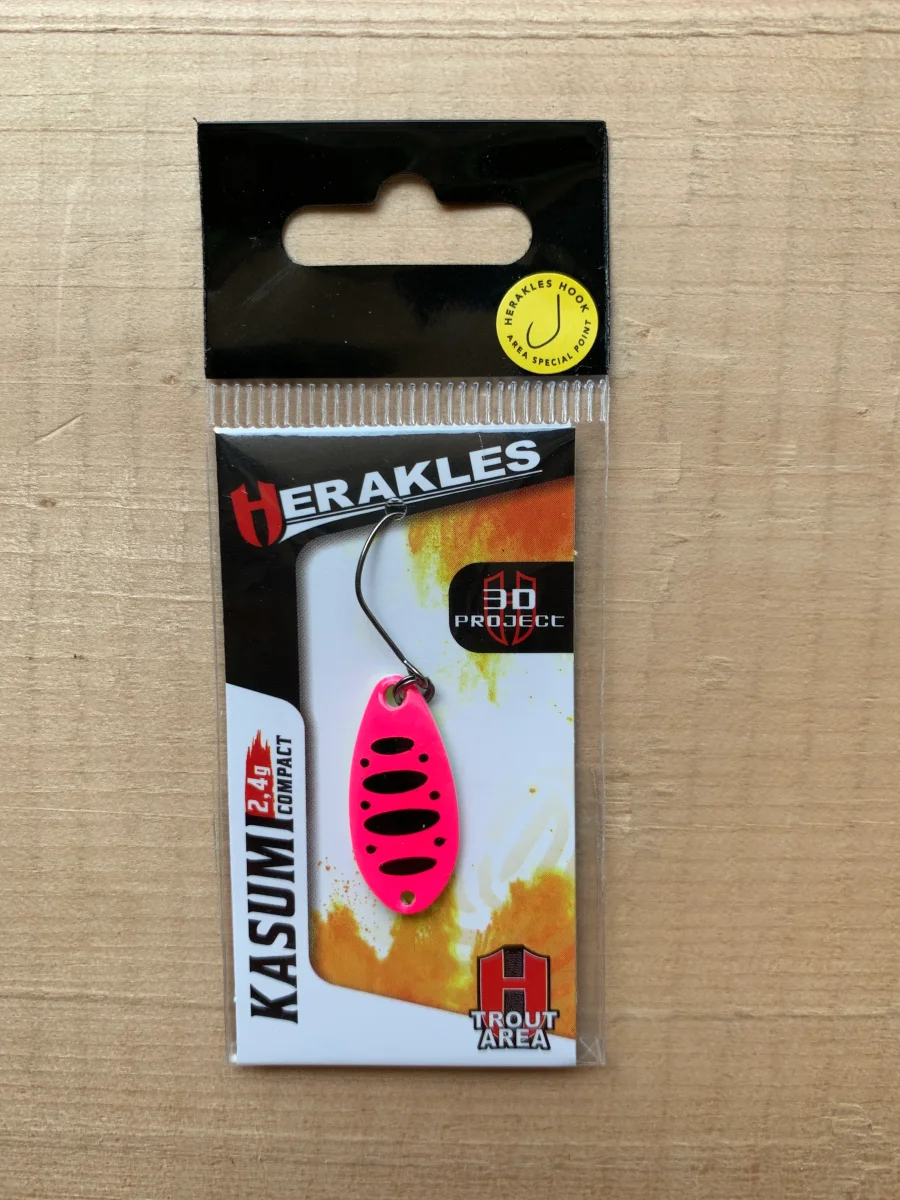 HERAKLES HOOK
AREA SPECIAL POINT
HERAKLES
3D
PROJECT
KASUMI
2,4g
COMPACT
H
TROUT
AREA